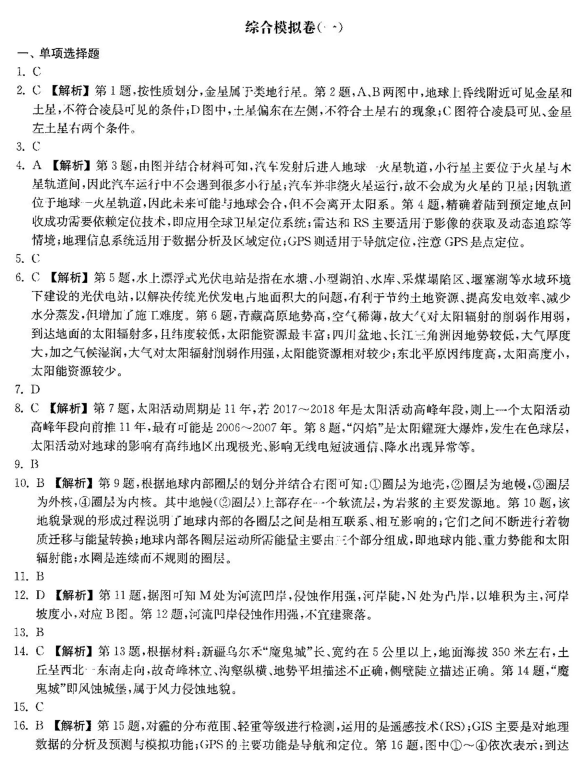 综合模拟卷(一)
一、单项选择题
1. C
2. C 【解析】第1题,按性质划分,金星属于类地行星。第2题,A、B两图中,地球上昏线附近可见金星和
土星,不符合凌晨可见的条件;D图中,土星偏东在左侧,不符合土星右的现象;C图符合凌晨可见、金星
左土星右两个条件。
3. C
4. A 【解析】第3题,由图并结合材料可知,汽车发射后进入地球—火星轨道,小行星主要位于火星与木
星轨道间,因此汽车运行中不会遇到很多小行星;汽车并非绕火星运行,故不会成为火星的卫星;因轨道
位于地球—火星轨道,因此未来可能与地球会合,但不会离开太阳系。第4题,精确着陆到预定地点回
收成功需要依赖定位技术,即应用全球卫星定位系统;雷达和RS主要适用于影像的获取及动态追踪等
情境;地理信息系统适用于数据分析及区域定位;GPS则适用于导航定位,注意GPS是点定位。
5. C
6. C 【解析】第5题,水上漂浮式光伏电站是指在水塘、小型湖泊、水库、采煤塌陷区、堰塞湖等水域环境
下建设的光伏电站,以解决传统光伏发电占地面积大的问题,有利于节约土地资源、提高发电效率、减少
水分蒸发,但增加了施工难度。第6题,青藏高原地势高,空气稀薄,故大气对太阳辐射的削弱作用弱,
到达地面的太阳辐射多,且纬度较低,太阳能资源最丰富;四川盆地、长江三角洲因地势较低,大气厚度
大,加之气候湿润,大气对太阳辐射削弱作用强,太阳能资源相对较少;东北平原因纬度高,太阳高度小,
太阳能资源较少。
7. D
8. C 【解析】第7题,太阳活动周期是11年,若2017～2018年是太阳活动高峰年段,则上一个太阳活动
高峰年段向前推11年,最有可能是2006～2007年。第8题,“闪焰”是太阳耀斑大爆炸,发生在色球层,
太阳活动对地球的影响有高纬地区出现极光、影响无线电短波通信、降水出现异常等。
9. B
10. B 【解析】第9题,根据地球内部圈层的划分并结合右图可知:①圈层为地壳,②圈层为地幔,③圈层
为外核,④圈层为内核。其中地幔(②圈层)上部存在一个软流层,为岩浆的主要发源地。第10题,该
地貌景观的形成过程说明了地球内部的各圈层之间是相互联系、相互影响的;它们之间不断进行着物
质迁移与能量转换;地球内部各圈层运动所需能量主要由三个部分组成,即地球内能、重力势能和太阳
辐射能;水圈是连续而不规则的圈层。
11. B
12. D 【解析】第11题,据图可知M处为河流凹岸,侵蚀作用强,河岸陡,N处为凸岸,以堆积为主,河岸
坡度小,对应B图。第12题,河流凹岸侵蚀作用强,不宜建聚落。
13. B
14. C 【解析】第13题,根据材料:新疆乌尔禾“魔鬼城”长、宽约在5公里以上,地面海拔350米左右,土
丘呈西北—东南走向,故奇峰林立、沟壑纵横、地势平坦描述不正确,侧壁陡立描述正确。第14题,“魔
鬼城”即风蚀城堡,属于风力侵蚀地貌。
15. C
16. B 【解析】第15题,对霾的分布范围、轻重等级进行检测,运用的是遥感技术(RS);GIS主要是对地理
数据的分析及预测与模拟功能;GPS的主要功能是导航和定位。第16题,图中①～④依次表示:到达